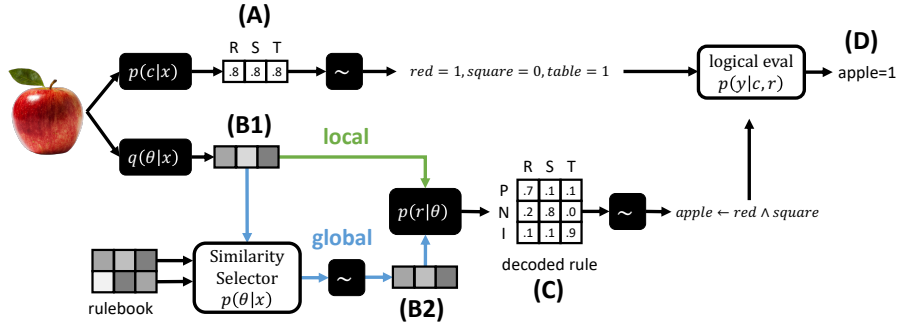 (A)
R S T
p(c|x)
.8 .8 .8
~
red = 1, square = 0, table = 1
logical eval
p(y|c, r)
(D)
apple=1
q(θ|x)
(B1)
local
p(r|θ)
R S T
P .7 .1 .1
N .2 .8 .0
I .1 .1 .9
decoded rule
(C)
~
apple ← red ∧ square
rulebook
Similarity
Selector
p(θ|x)
global
~
(B2)